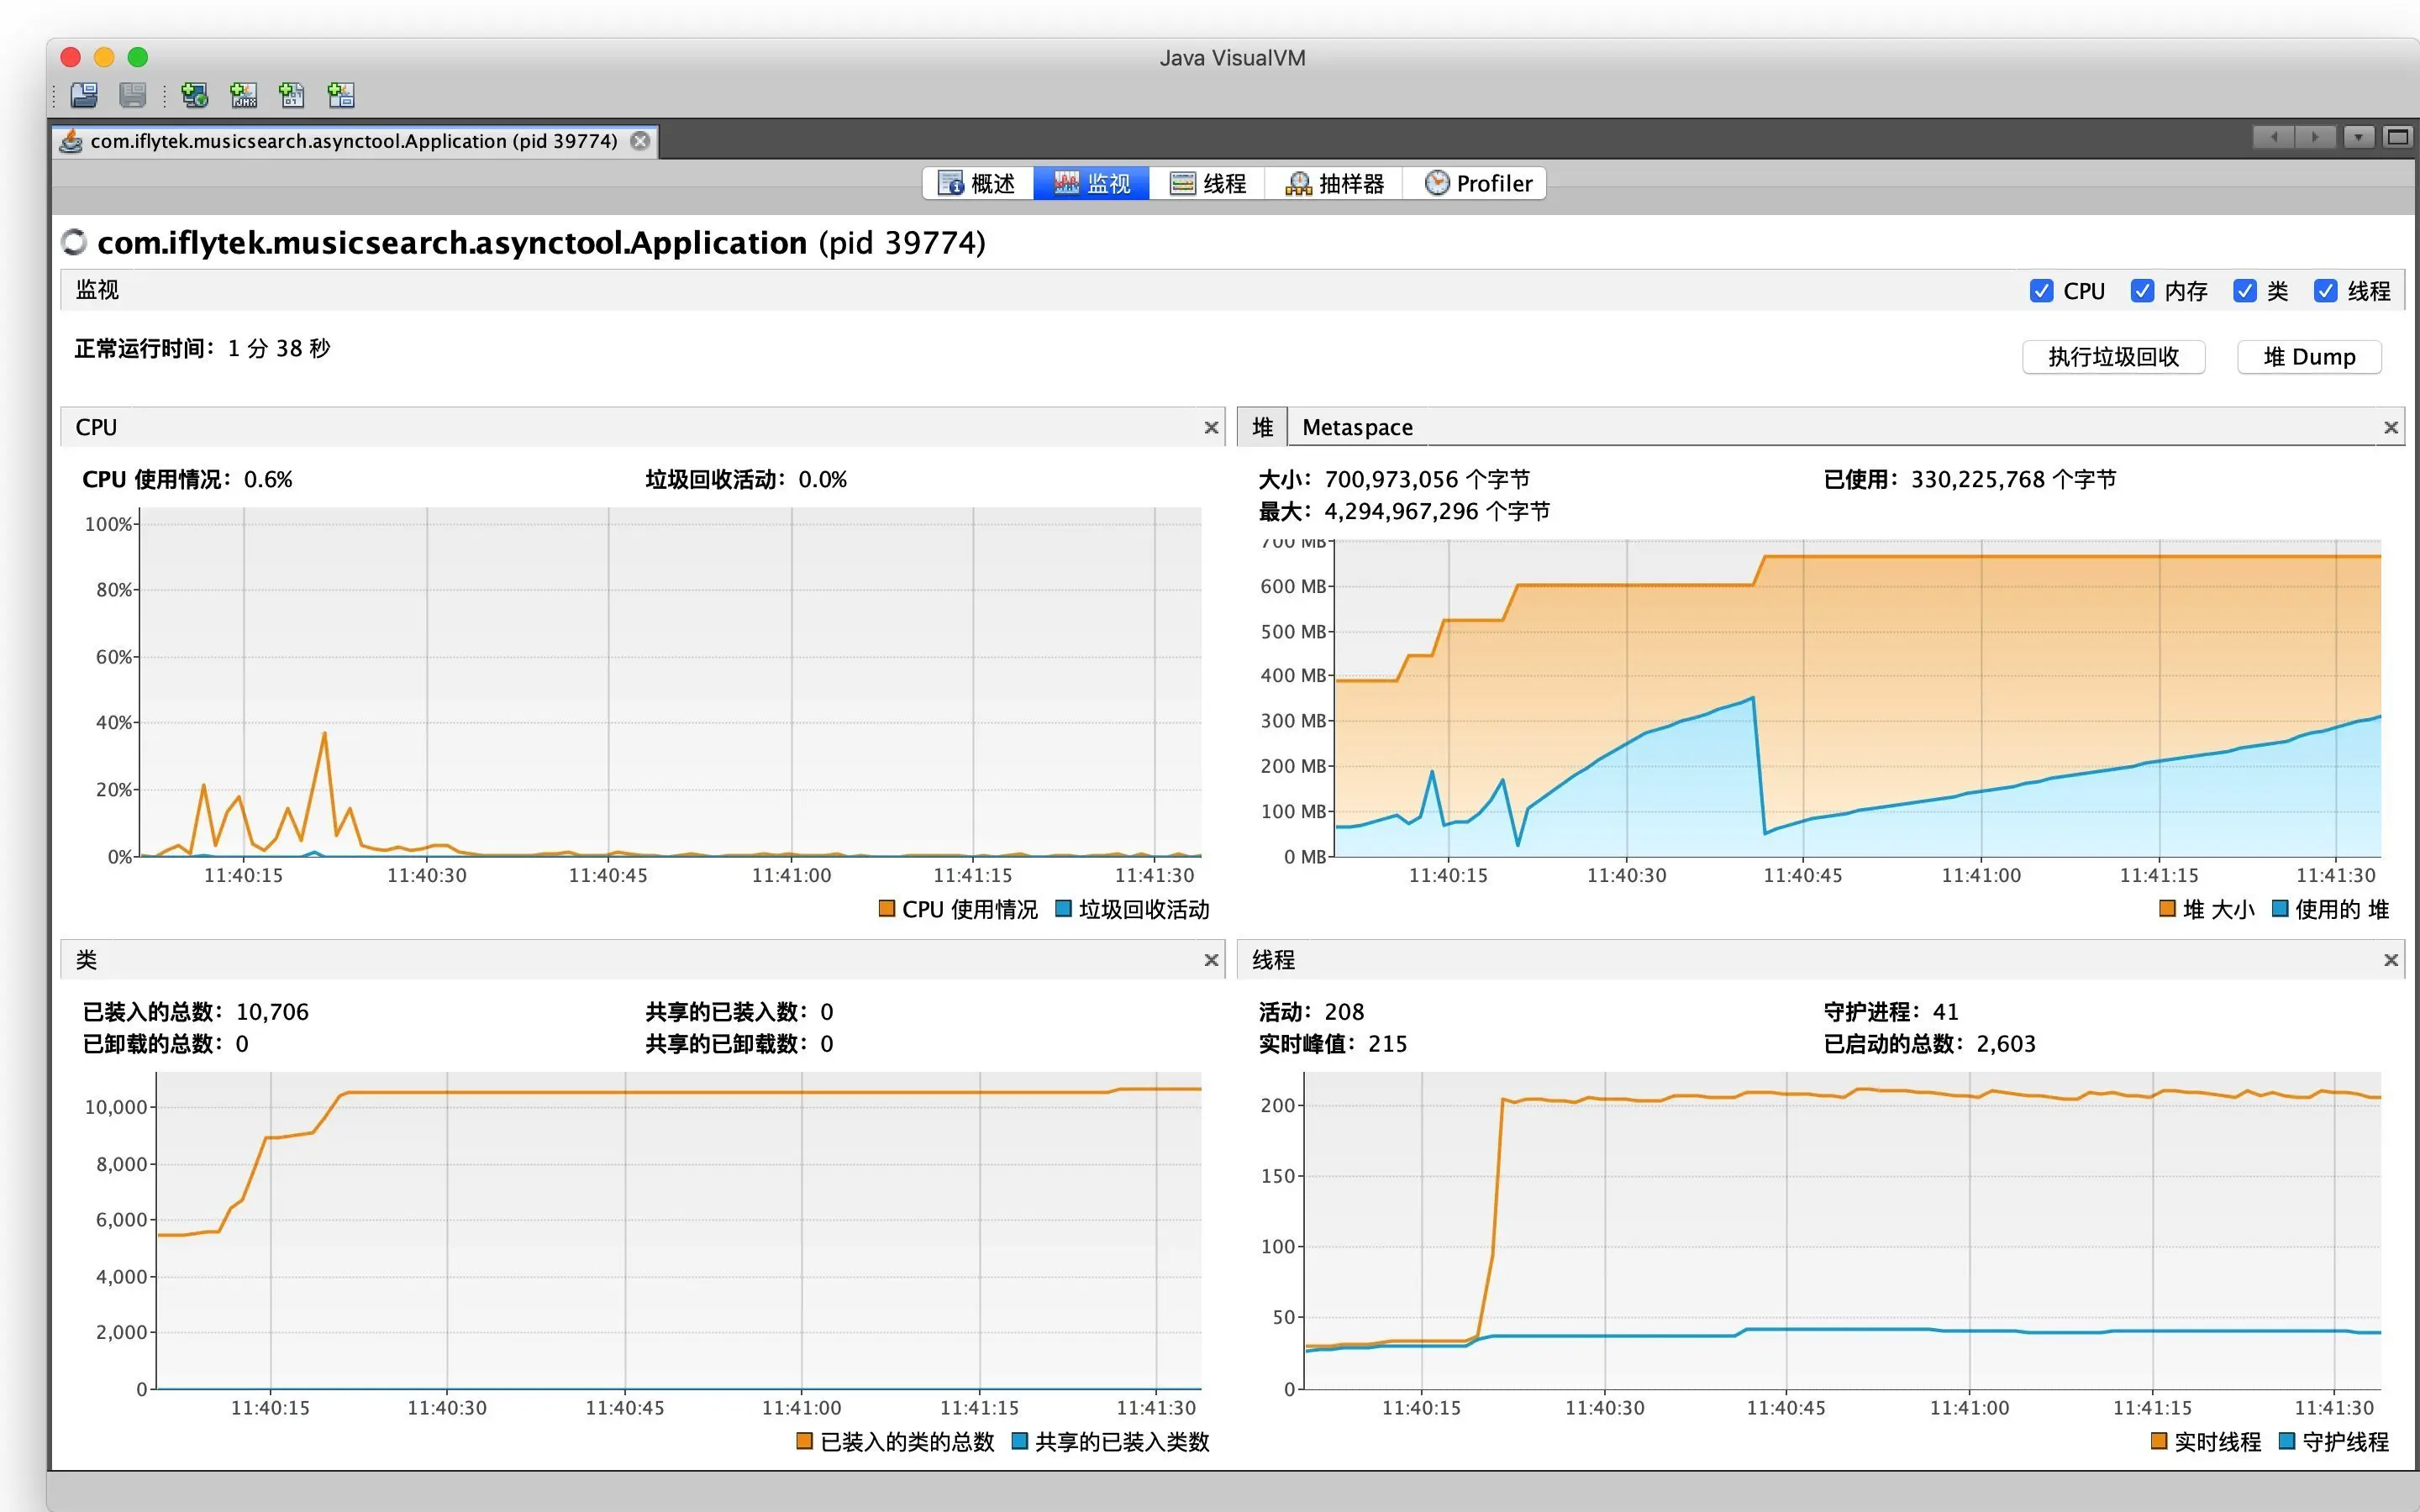 Java VisualVM
com.iflytek.musicsearch.asynctool.Application (pid 39774)
概述 监视 线程 抽样器 Profiler
com.iflytek.musicsearch.asynctool.Application (pid 39774)
监视 CPU 内存 类 线程
正常运行时间： 1 分 38 秒
执行垃圾回收 堆 Dump
CPU
CPU 使用情况： 0.6% 垃圾回收活动： 0.0%
100%
80%
60%
40%
20%
0%
11:40:15 11:40:30 11:40:45 11:41:00 11:41:15 11:41:30
CPU 使用情况 垃圾回收活动
堆 Metaspace
大小： 700,973,056 个字节 已使用： 330,225,768 个字节
最大： 4,294,967,296 个字节
700 MB
600 MB
500 MB
400 MB
300 MB
200 MB
100 MB
0 MB
11:40:15 11:40:30 11:40:45 11:41:00 11:41:15 11:41:30
堆 大小 使用的 堆
类
已装入的总数： 10,706 共享的已装入数： 0
已卸载的总数： 0 共享的已卸载数： 0
10,000
8,000
6,000
4,000
2,000
0
11:40:15 11:40:30 11:40:45 11:41:00 11:41:15 11:41:30
已装入的类的总数 共享的已装入类数
线程
活动： 208 守护进程： 41
实时峰值： 215 已启动的总数： 2,603
200
150
100
50
0
11:40:15 11:40:30 11:40:45 11:41:00 11:41:15 11:41:30
实时线程 守护线程